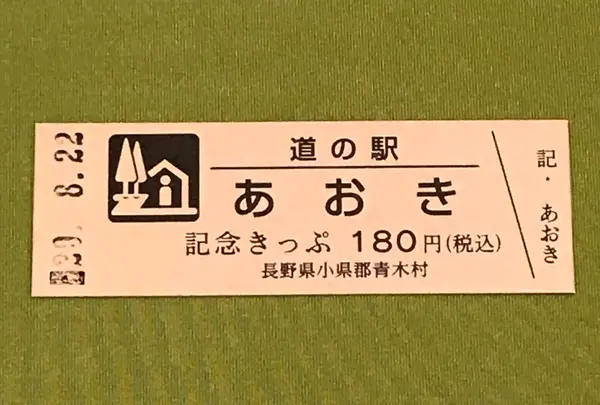 29. 8.22
道の駅
あおき
記念きっぷ 180円(税込)
長野県小県郡青木村
記・あおき